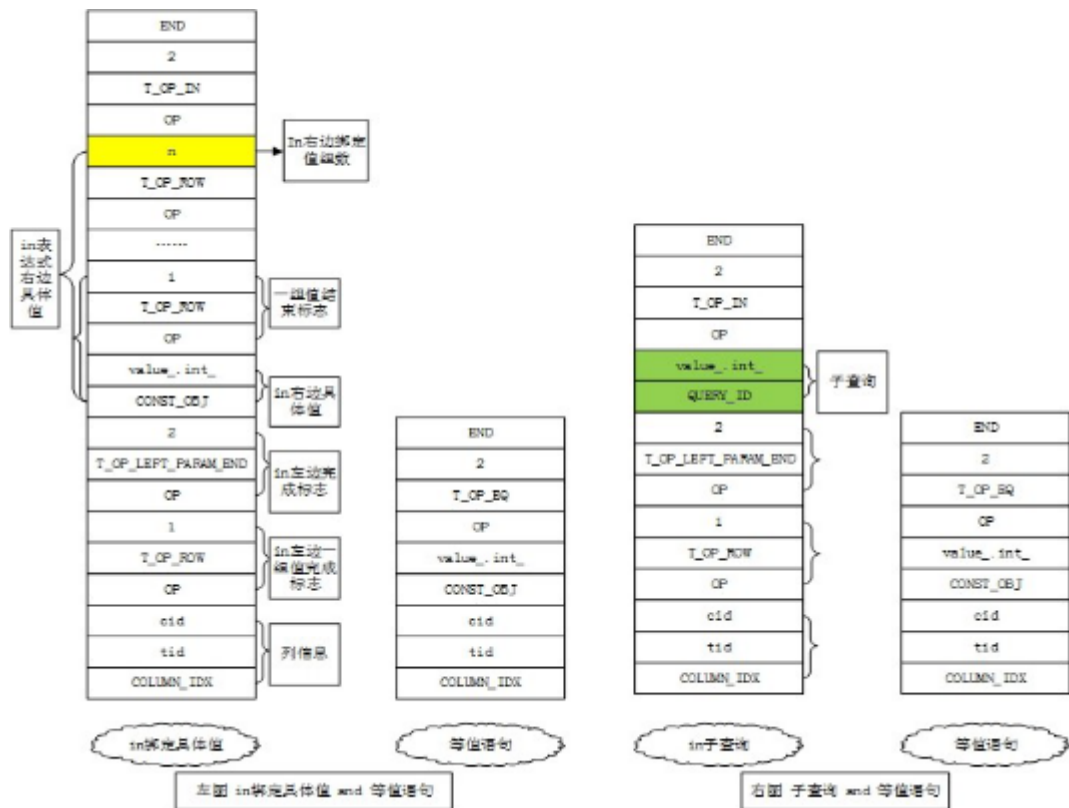 END
2
T_OP_IN
OP
n
T_OP_ROW
OP
......
1
T_OP_ROW
OP
value_.int_
CONST_OBJ
2
T_OP_LEFT_PARAM_END
OP
1
T_OP_ROW
OP
cid
tid
COLUMN_IDX
in表
达式
右边
具体
值
In右边绑定
值组数
一组值结
束标志
in右边具
体值
in左边完
成标志
in左边一
组值完成
标志
列信息
in绑定具体值
END
2
T_OP_EQ
OP
value_.int_
CONST_OBJ
cid
tid
COLUMN_IDX
等值语句
左图 in绑定具体值 and 等值语句
END
2
T_OP_IN
OP
value_.int_
QUERY_ID
2
T_OP_LEFT_PARAM_END
OP
1
T_OP_ROW
OP
cid
tid
COLUMN_IDX
子查询
in子查询
END
2
T_OP_EQ
OP
value_.int_
CONST_OBJ
cid
tid
COLUMN_IDX
等值语句
右图 子查询 and 等值语句